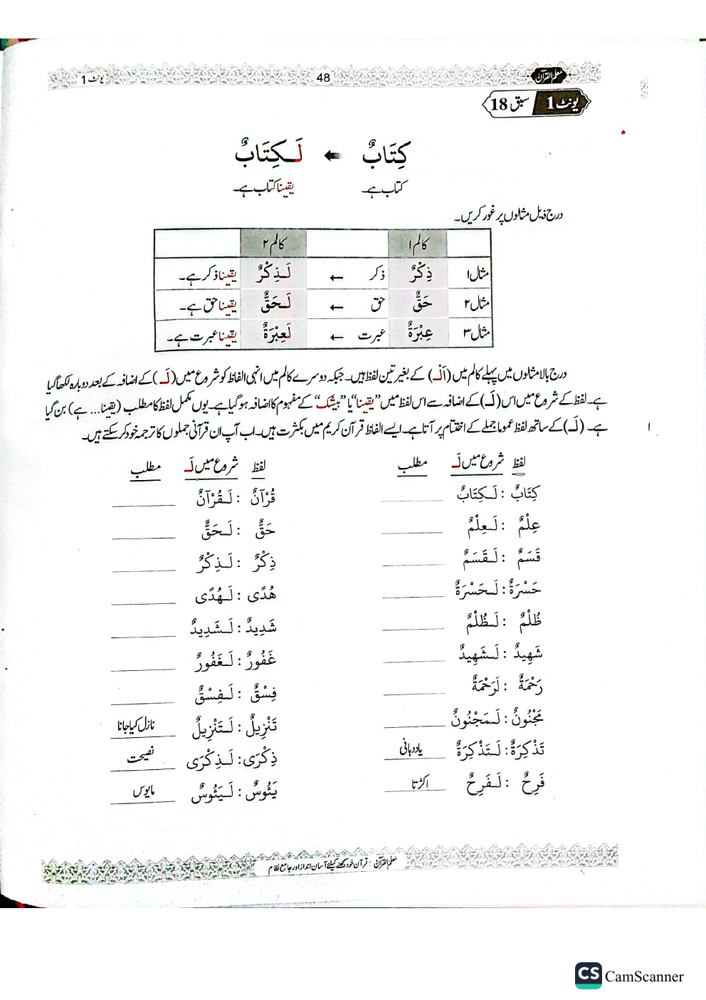 معلم القرآن 48 یونٹ 1
یونٹ 1 سبق 18
كِتَابٌ ← لَـكِتَابٌ
کتاب ہے۔ یقینا کتاب ہے۔
درج ذیل مثالوں پر غور کریں۔
کالم ۱ کالم ۲
مثال ۱ ذِكْرٌ ذکر ← لَـذِكْرٌ یقینا ذکر ہے۔
مثال ۲ حَقٌّ حق ← لَـحَقٌّ یقینا حق ہے۔
مثال ۳ عِبْرَةٌ عبرت ← لَعِبْرَةٌ یقینا عبرت ہے۔
درج بالا مثالوں میں پہلے کالم میں (اَلْـ) کے بغیر تین لفظ ہیں۔ جبکہ دوسرے کالم میں انہی الفاظ کو شروع میں (لَـ) کے اضافہ کے بعد دوبارہ لکھا گیا
ہے۔ لفظ کے شروع میں اس (لَـ) کے اضافہ سے اس لفظ میں "یقینا" یا "بیشک" کے مفہوم کا اضافہ ہو گیا ہے۔ یوں مکمل لفظ کا مطلب (یقینا... ہے) بن گیا
ہے۔ (لَـ) کے ساتھ لفظ عموما جملے کے اختتام پر آتا ہے۔ ایسے الفاظ قرآن کریم میں بکثرت ہیں۔ اب آپ ان قرآنی جملوں کا ترجمہ خود کر سکتے ہیں۔
لفظ شروع میں لَـ مطلب
كِتَابٌ : لَـكِتَابٌ
عِلْمٌ : لَـعِلْمٌ
قَسَمٌ : لَـقَسَمٌ
حَسْرَةٌ : لَـحَسْرَةٌ
ظُلْمٌ : لَـظُلْمٌ
شَهِيدٌ : لَـشَهِيدٌ
رَحْمَةٌ : لَرَحْمَةٌ
مَجْنُونٌ : لَـمَجْنُونٌ
تَذْكِرَةٌ : لَـتَذْكِرَةٌ یاددہانی
فَرِحٌ : لَـفَرِحٌ اکڑتا
لفظ شروع میں لَـ مطلب
قُرْآنٌ : لَـقُرْآنٌ
حَقٌّ : لَـحَقٌّ
ذِكْرٌ : لَـذِكْرٌ
هُدًى : لَـهُدًى
شَدِيدٌ : لَـشَدِيدٌ
غَفُورٌ : لَـغَفُورٌ
فِسْقٌ : لَـفِسْقٌ
تَنْزِيلٌ : لَـتَنْزِيلٌ نازل کیا جانا
ذِكْرَى : لَـذِكْرَى نصیحت
يَئُوسٌ : لَـيَئُوسٌ مایوس
معلم القرآن : قرآن خود سمجھنے کیلئے آسان انداز اور جامع نظام
CS CamScanner